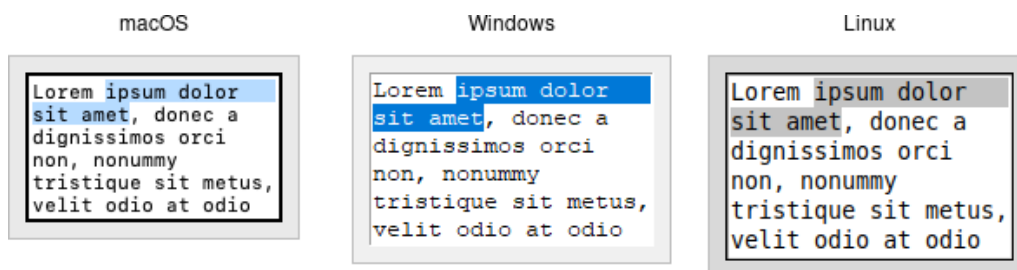 macOS
Lorem ipsum dolor
sit amet, donec a
dignissimos orci
non, nonummy
tristique sit metus,
velit odio at odio
Windows
Lorem ipsum dolor
sit amet, donec a
dignissimos orci
non, nonummy
tristique sit metus,
velit odio at odio
Linux
Lorem ipsum dolor
sit amet, donec a
dignissimos orci
non, nonummy
tristique sit metus,
velit odio at odio